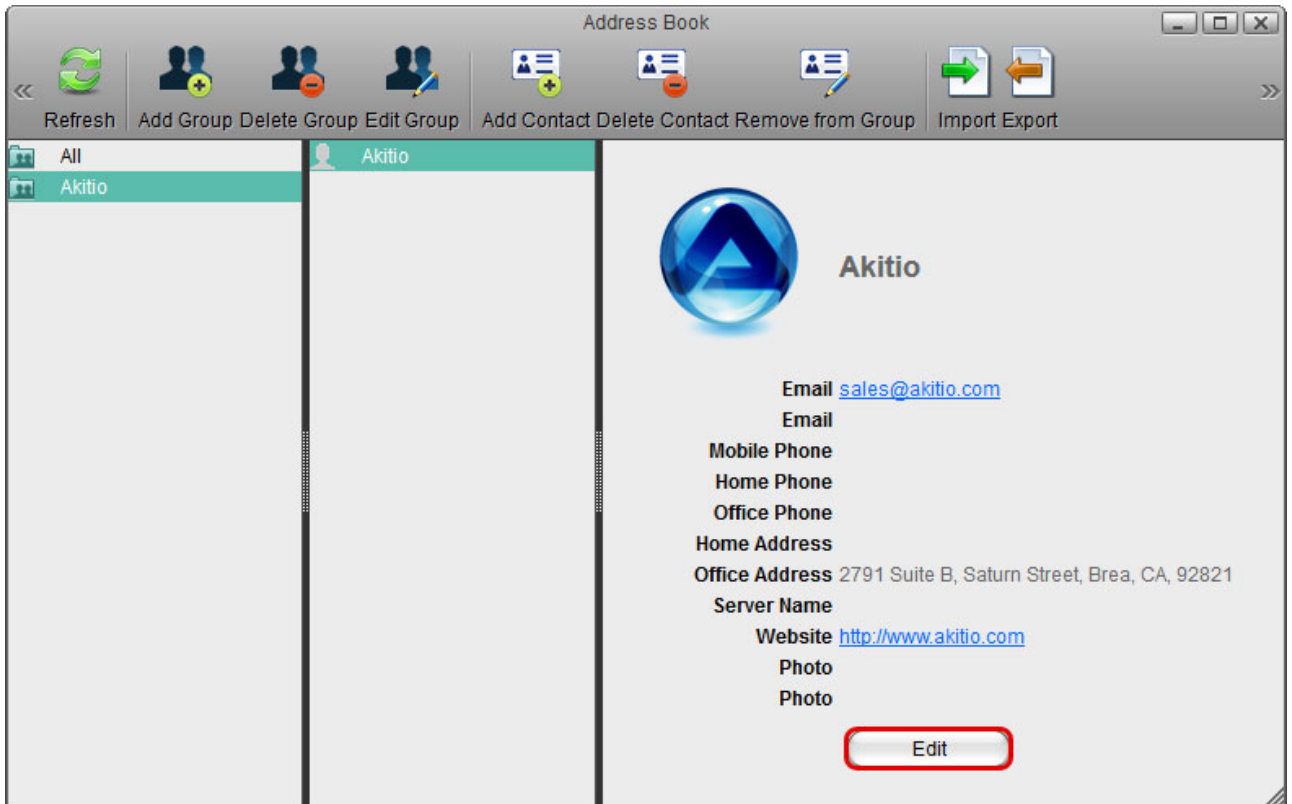 Address Book
Refresh Add Group Delete Group Edit Group Add Contact Delete Contact Remove from Group Import Export
All
Akitio
Akitio
Akitio
Email sales@akitio.com
Email
Mobile Phone
Home Phone
Office Phone
Home Address
Office Address 2791 Suite B, Saturn Street, Brea, CA, 92821
Server Name
Website http://www.akitio.com
Photo
Photo
Edit